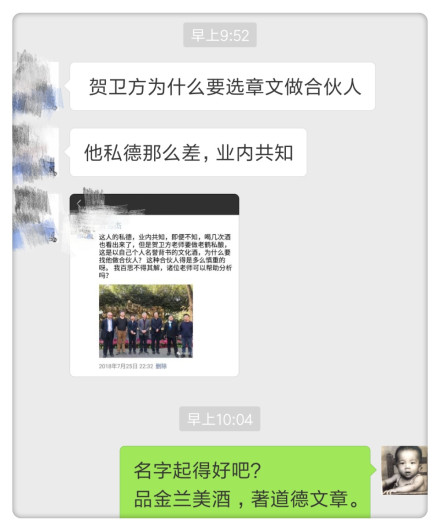 早上9:52
贺卫方为什么要选章文做合伙人
他私德那么差，业内共知
这人的私德，业内共知，即便不知，喝几次酒
也看出来了，但是贺卫方老师要做老鹤私酿，
这是以自己个人名誉背书的文化酒，为什么要
找他做合伙人？ 这种合伙人得是多么慎重的
呀。 我百思不得其解，诸位老师可以帮助分析
吗？
2018年7月25日 22:32 删除
早上10:04
名字起得好吧？
品金兰美酒，著道德文章。